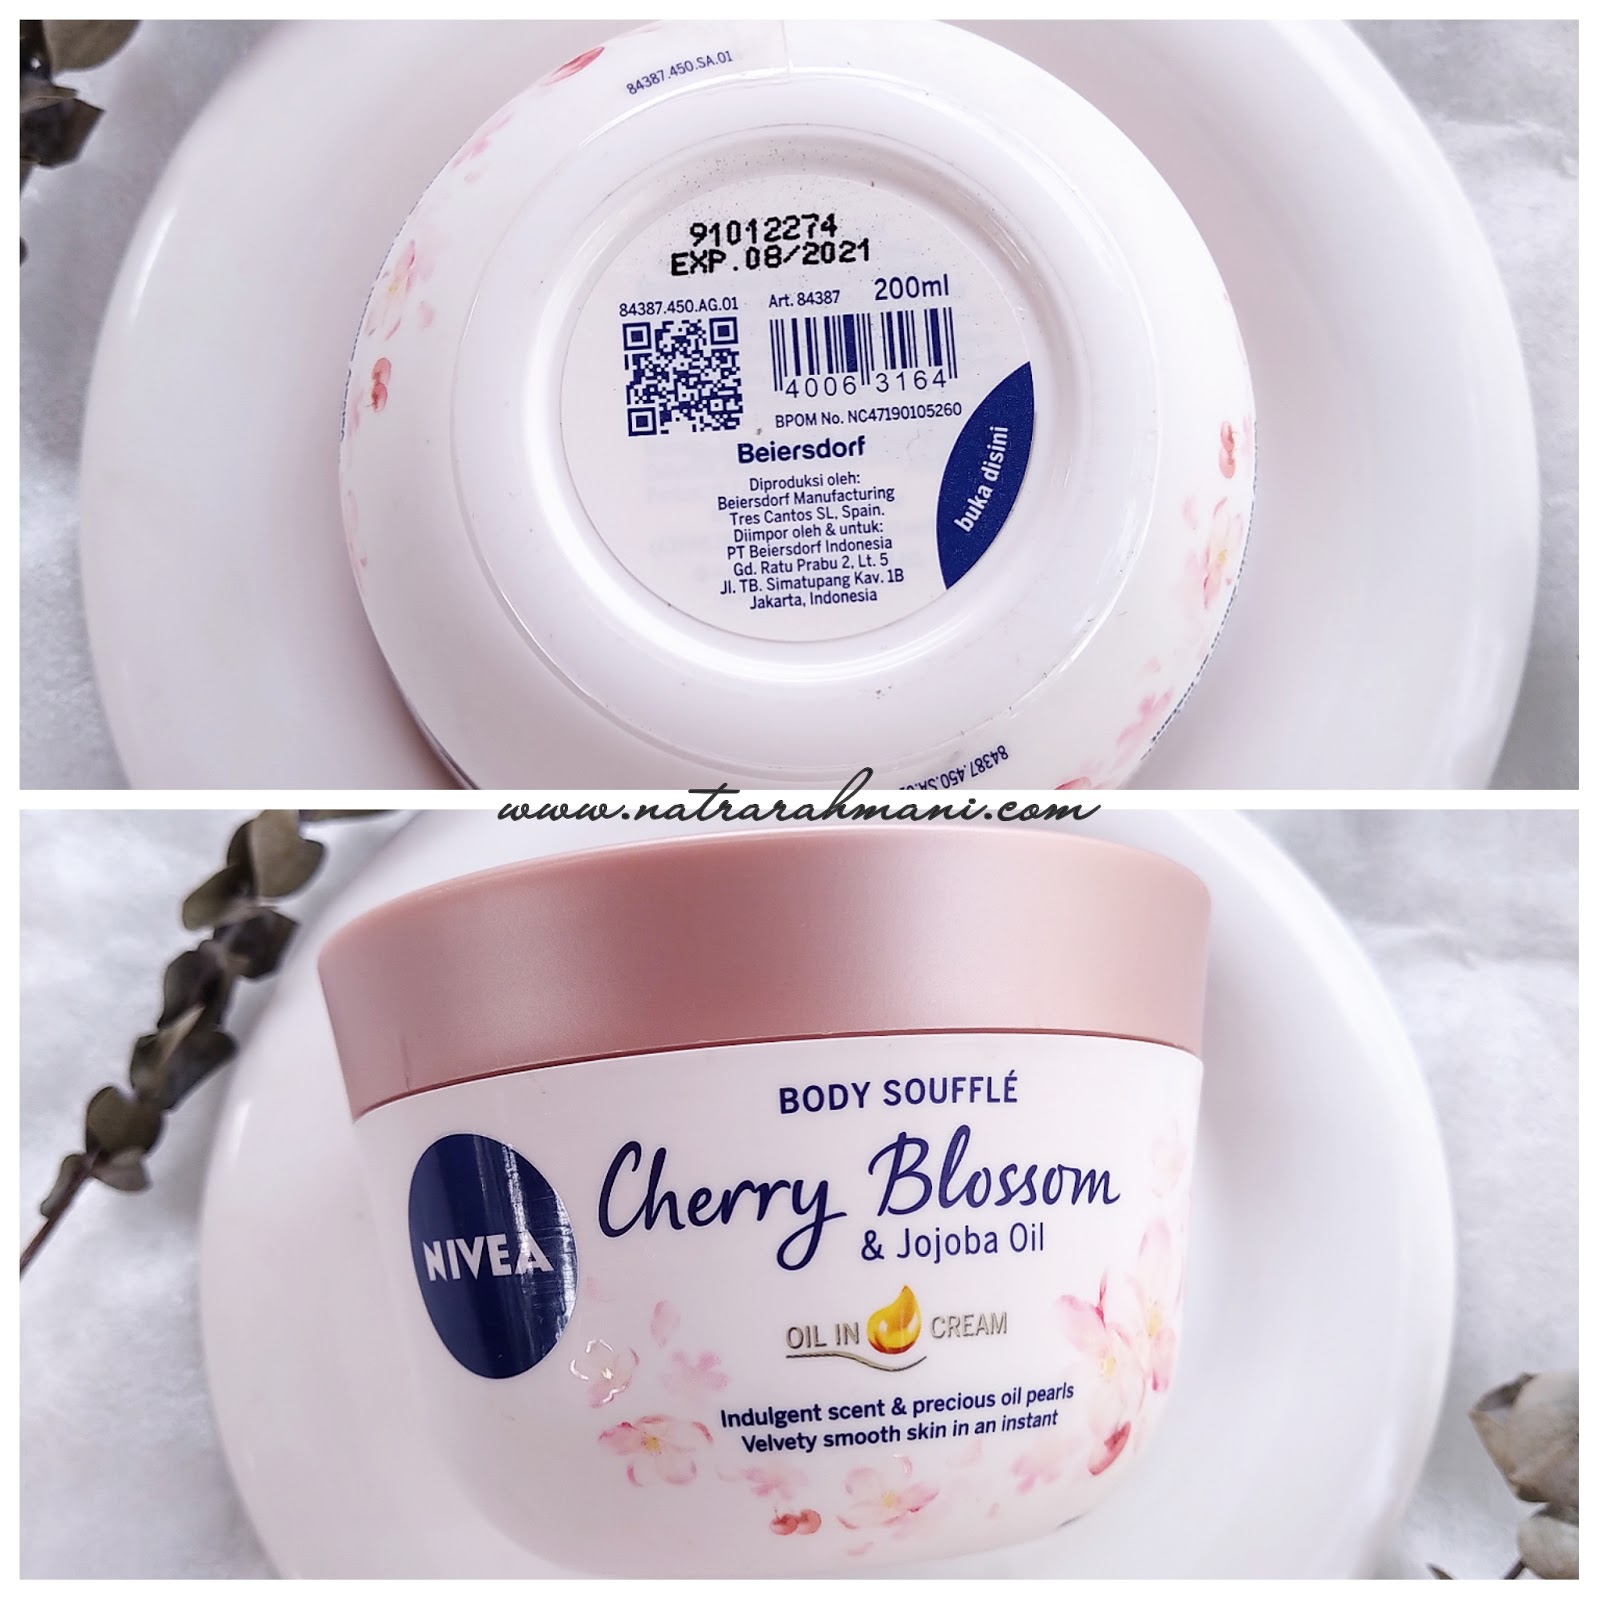 84387.450.SA.01
91012274
EXP.08/2021
84387.450.AG.01 Art. 84387 200ml
4006 3164
BPOM No. NC47190105260
Beiersdorf
Diproduksi oleh:
Beiersdorf Manufacturing
Tres Cantos SL, Spain.
Diimpor oleh & untuk:
PT Beiersdorf Indonesia
Gd. Ratu Prabu 2, Lt. 5
Jl. TB. Simatupang Kav. 1B
Jakarta, Indonesia
buka disini
www.natrarahmani.com
BODY SOUFFLÉ
Cherry Blossom
& Jojoba Oil
NIVEA
OIL IN CREAM
Indulgent scent & precious oil pearls
Velvety smooth skin in an instant